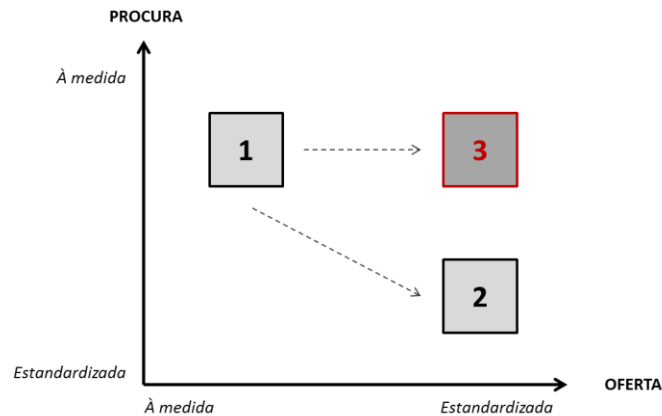 PROCURA
À medida
1
3
2
Estandardizada
OFERTA
À medida
Estandardizada